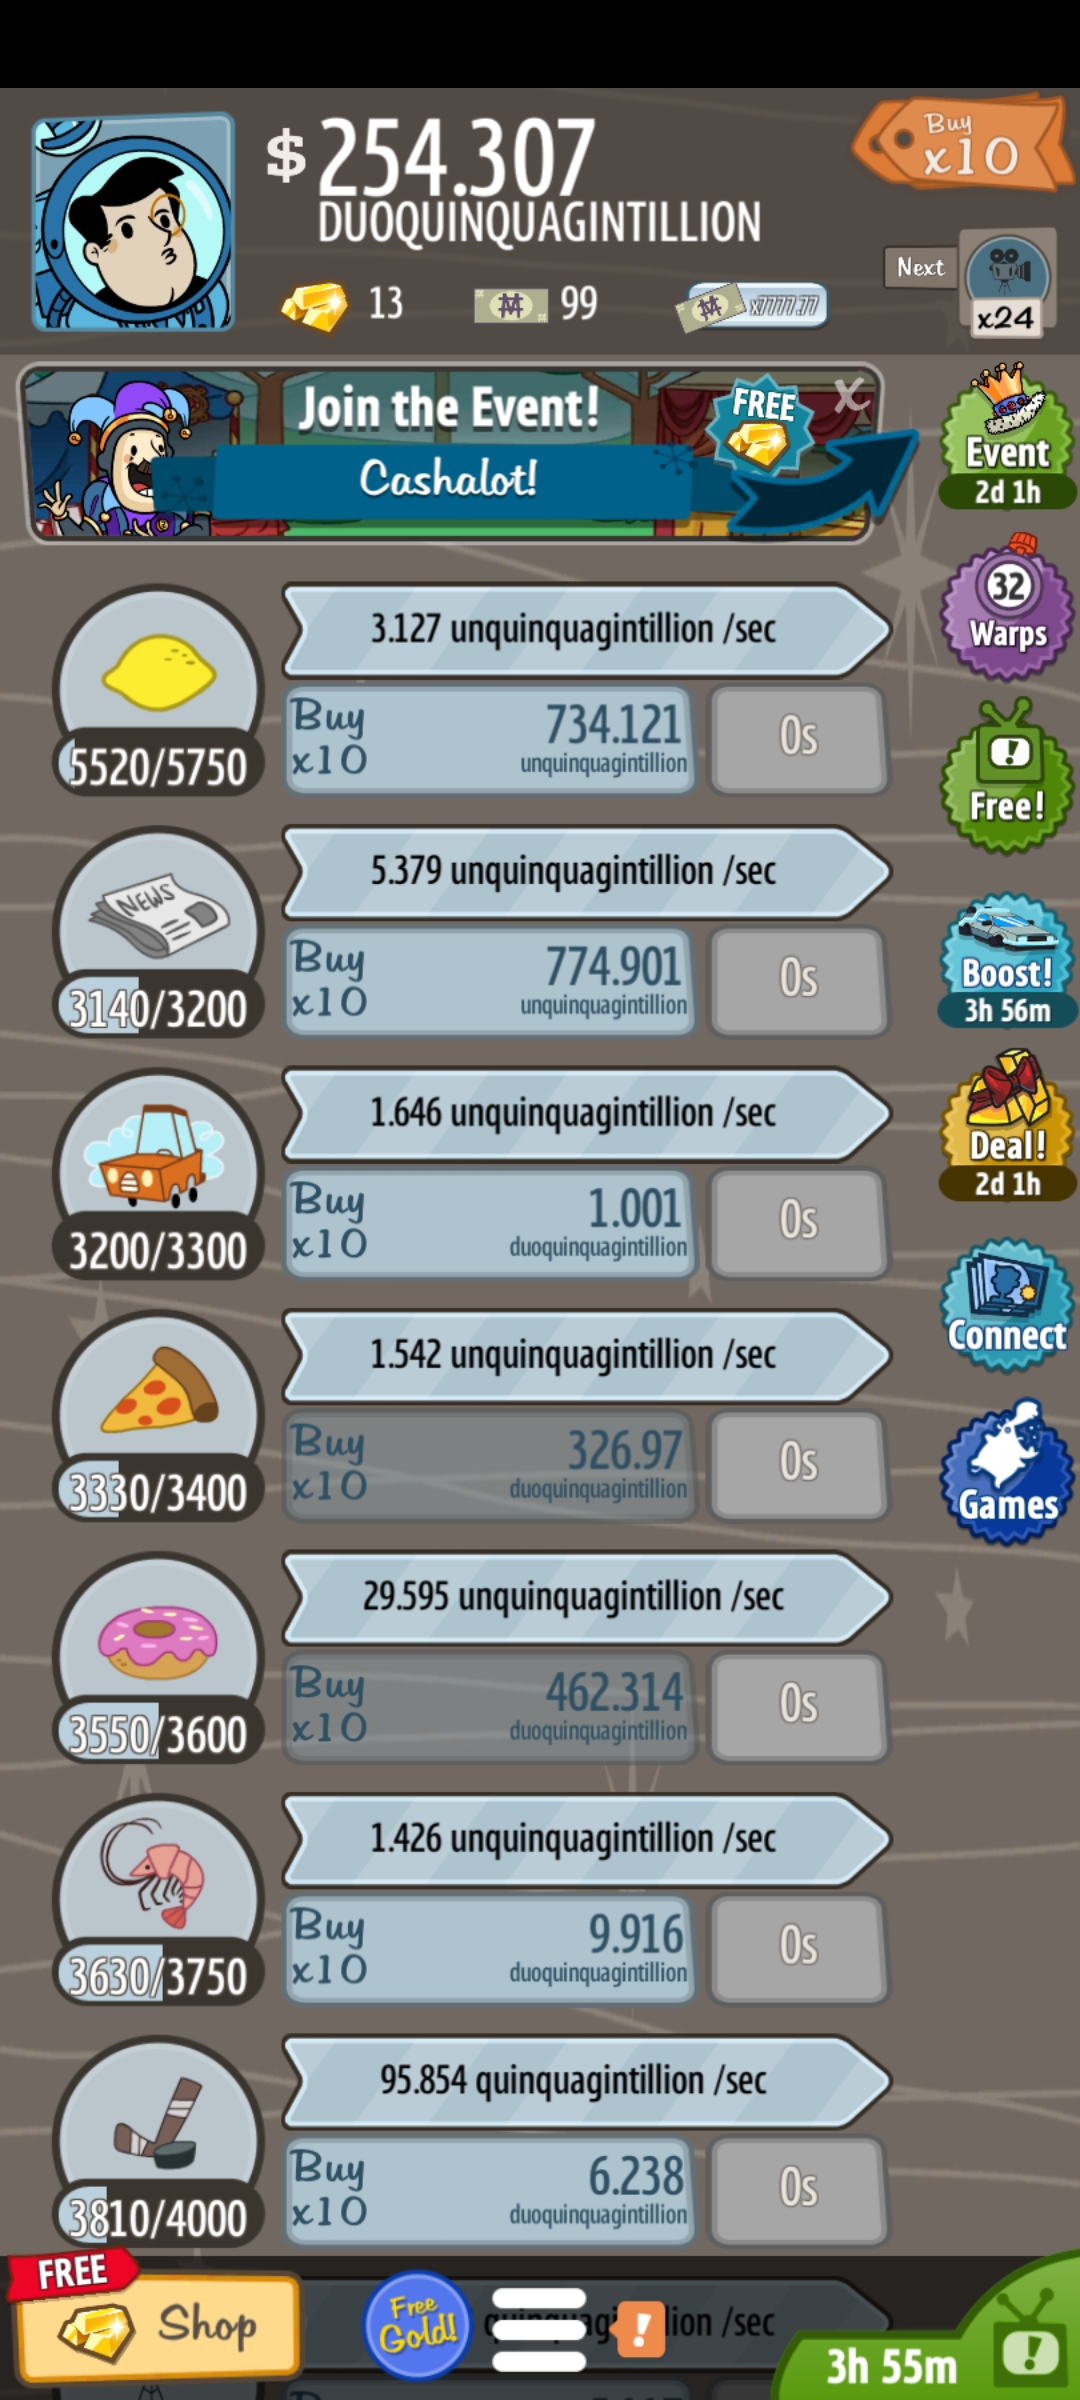 $ 254.307
DUOQUINQUAGINTILLION
Buy
x10
13
99
x7777.77
Next
x24
Join the Event!
Cashalot!
FREE
X
Event
2d 1h
3.127 unquinquagintillion /sec
5520/5750
Buy
x10
734.121
unquinquagintillion
0s
32
Warps
Free!
NEWS
5.379 unquinquagintillion /sec
3140/3200
Buy
x10
774.901
unquinquagintillion
0s
Boost!
3h 56m
1.646 unquinquagintillion /sec
3200/3300
Buy
x10
1.001
duoquinquagintillion
0s
Deal!
2d 1h
1.542 unquinquagintillion /sec
3330/3400
Buy
x10
326.97
duoquinquagintillion
0s
Connect
Games
29.595 unquinquagintillion /sec
3550/3600
Buy
x10
462.314
duoquinquagintillion
0s
1.426 unquinquagintillion /sec
3630/3750
Buy
x10
9.916
duoquinquagintillion
0s
95.854 quinquagintillion /sec
3810/4000
Buy
x10
6.238
duoquinquagintillion
0s
FREE
Shop
Free
Gold!
/sec
!
3h 55m
!